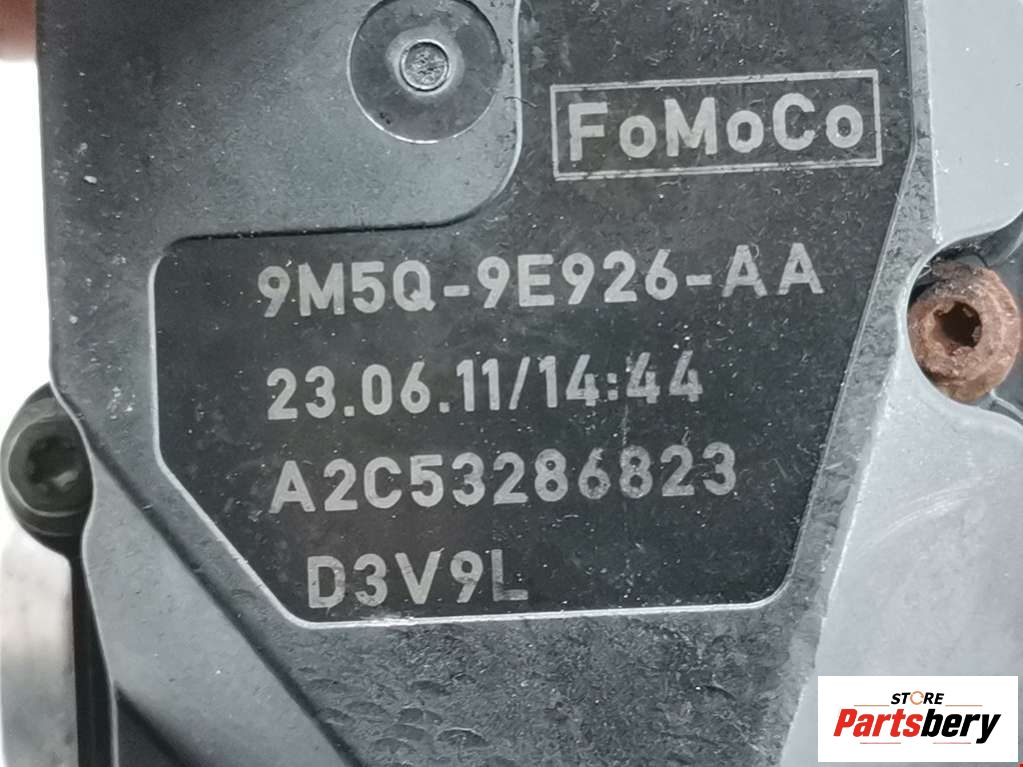 FoMoCo
9M5Q-9E926-AA
23.06.11/14:44
A2C53286823
D3V9L
STORE
Partsbery